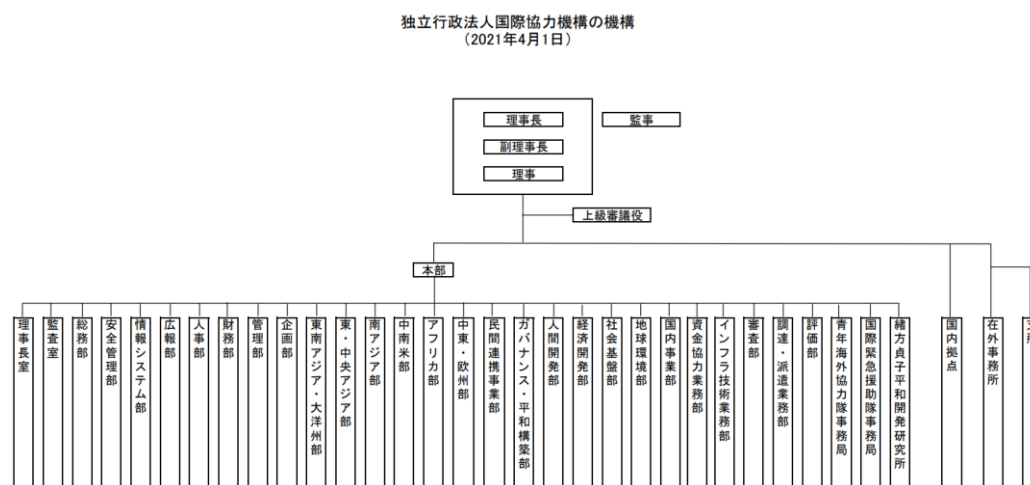 独立行政法人国際協力機構の機構
(2021年4月1日)
理事長
監事
副理事長
理事
上級審議役
本部
理事長室
監査室
総務部
安全管理部
情報システム部
広報部
人事部
財務部
管理部
企画部
東南アジア・大洋州部
東・中央アジア部
南アジア部
中南米部
アフリカ部
中東・欧州部
民間連携事業部
ガバナンス・平和構築部
人間開発部
経済開発部
社会基盤部
地球環境部
国内事業部
資金協力業務部
インフラ技術業務部
審査部
調達・派遣業務部
評価部
青年海外協力隊事務局
国際緊急援助隊事務局
緒方貞子平和開発研究所
国内拠点
在外事務所